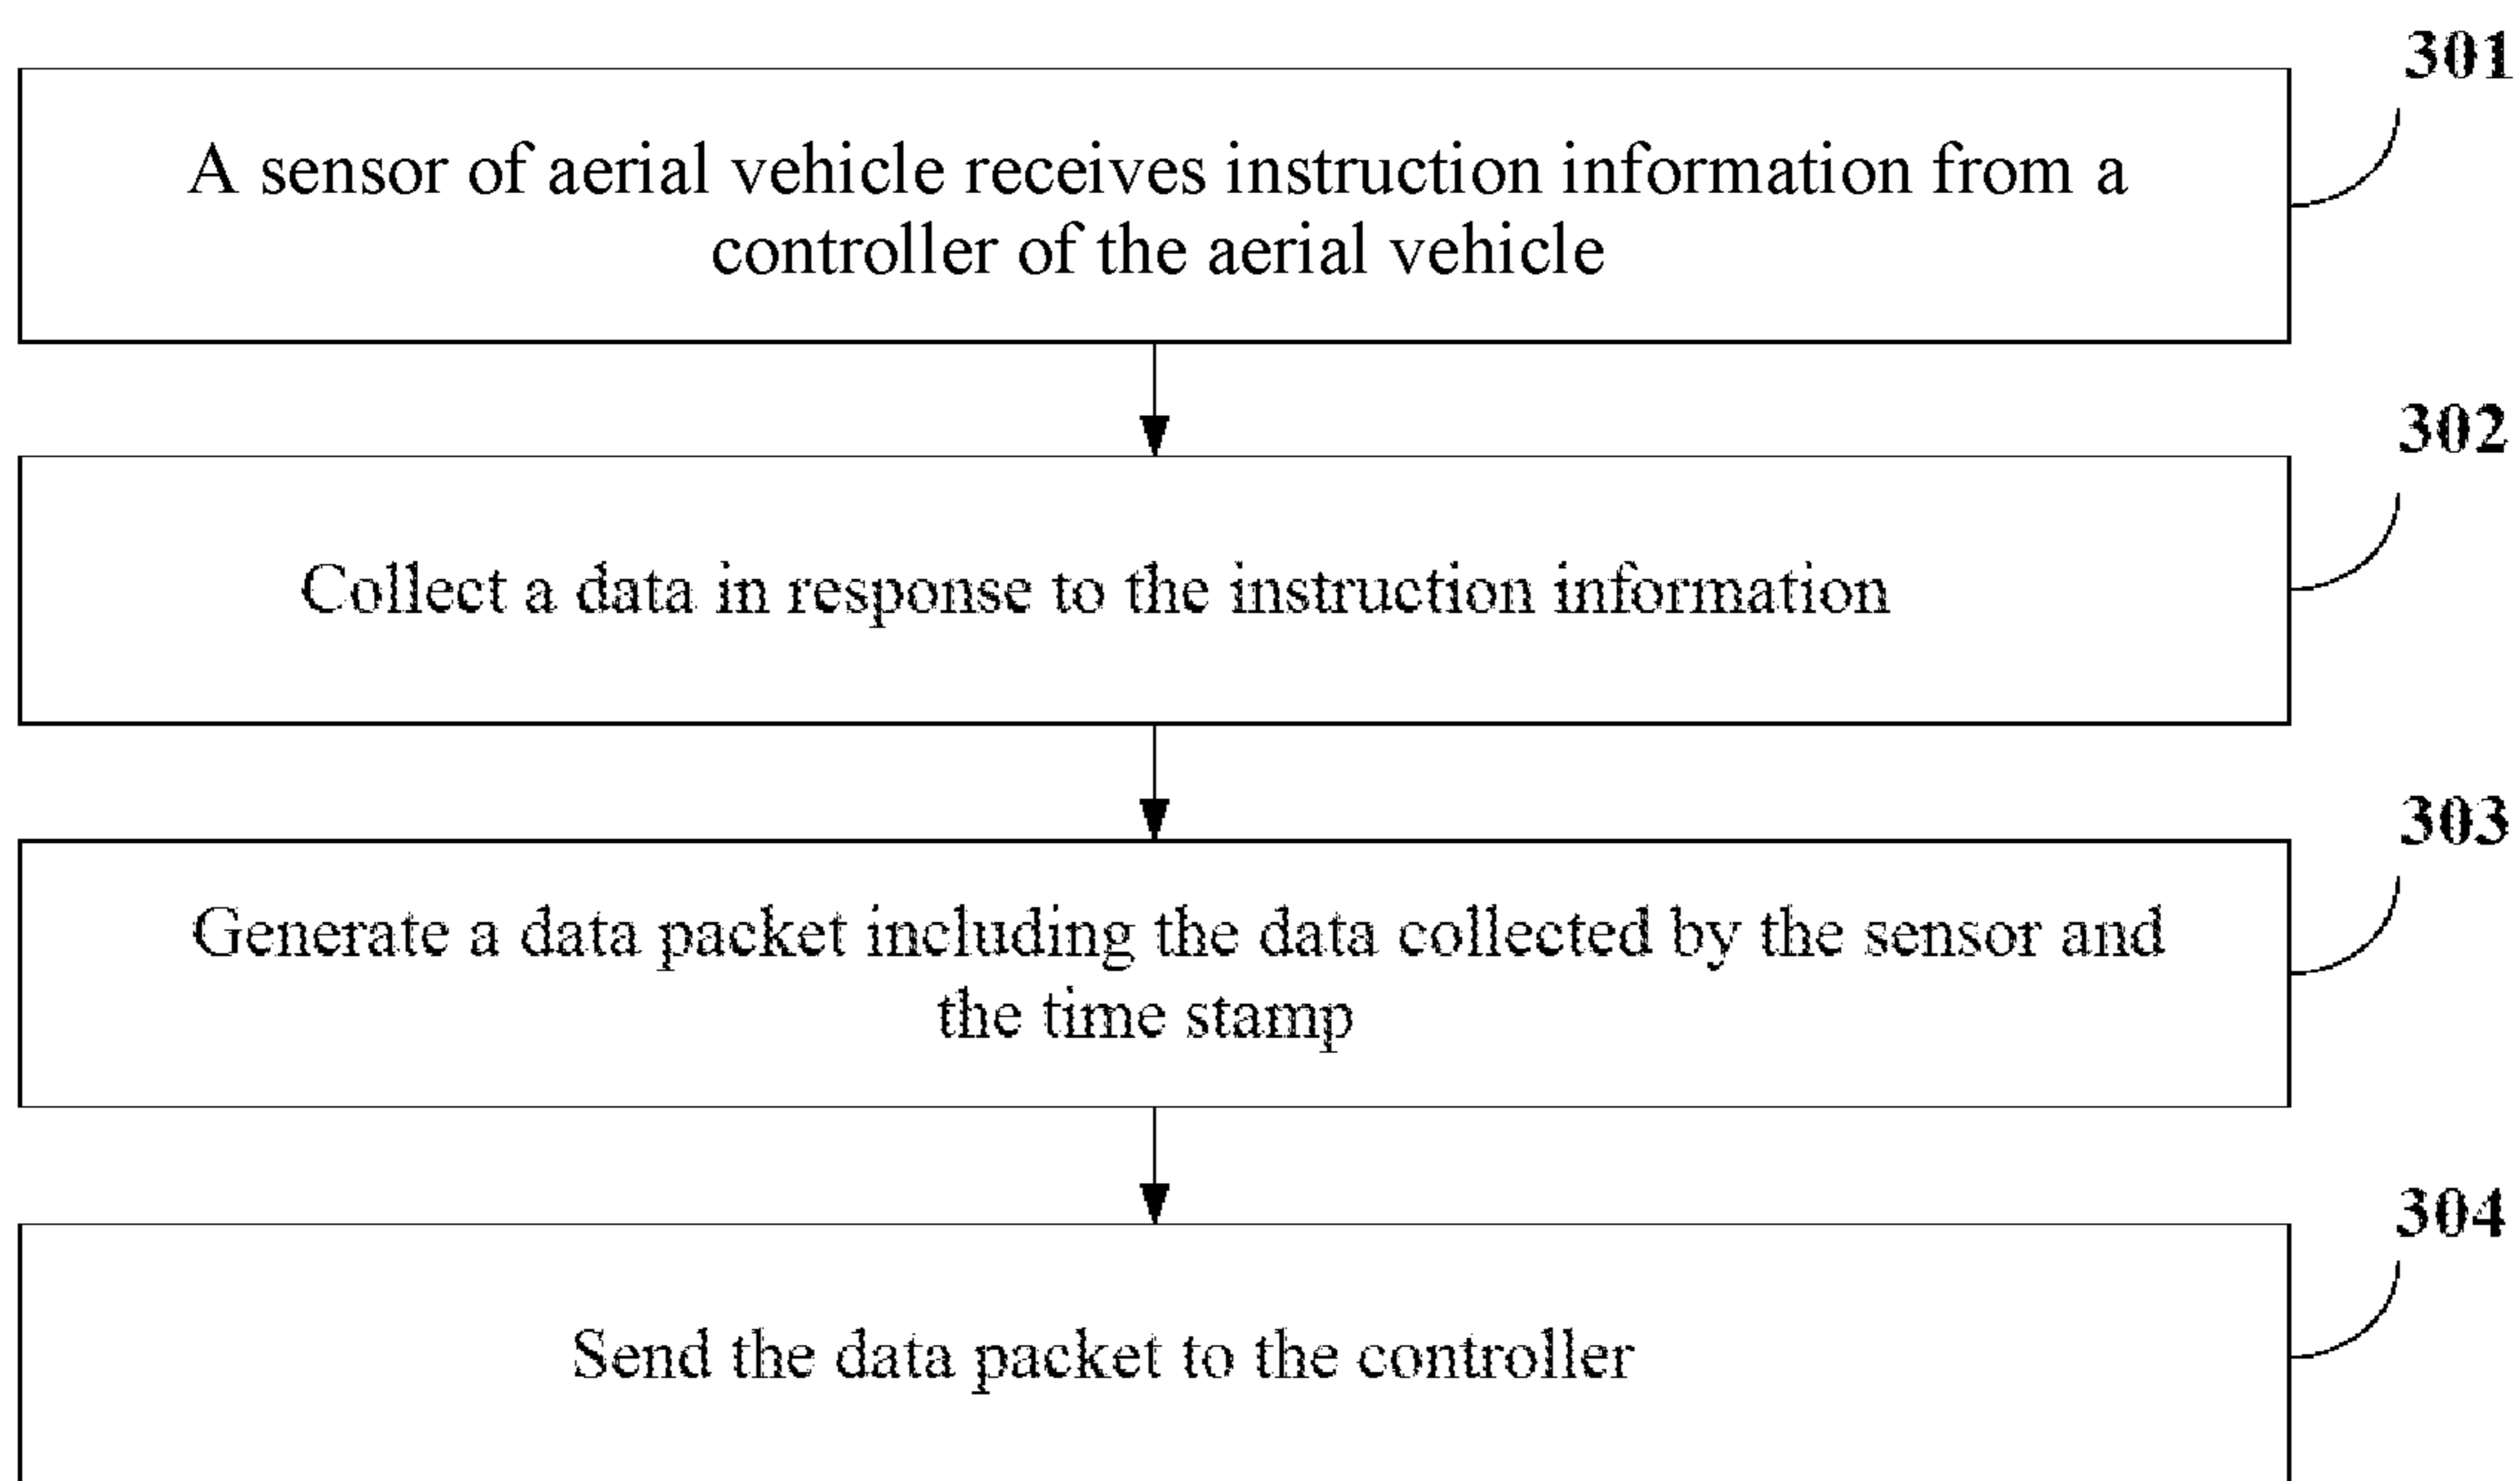 301
A sensor of aerial vehicle receives instruction information from a
controller of the aerial vehicle
302
Collect a data in response to the instruction information
303
Generate a data packet including the data collected by the sensor and
the time stamp
304
Send the data packet to the controller